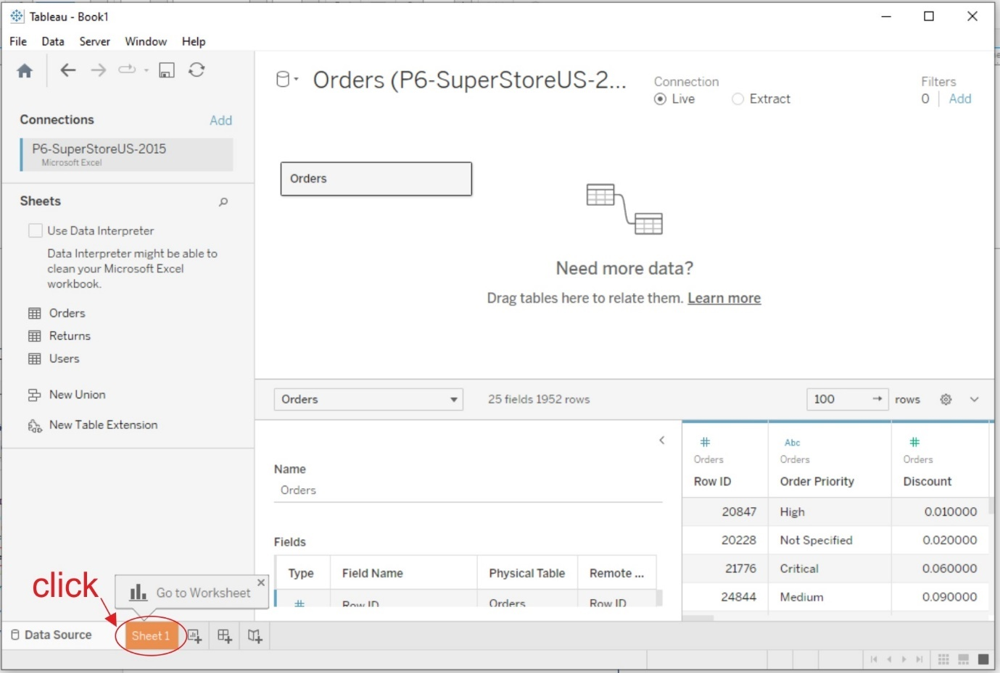 Tableau - Book1
File Data Server Window Help
Connections Add
P6-SuperStoreUS-2015
Microsoft Excel
Sheets
Use Data Interpreter
Data Interpreter might be able to
clean your Microsoft Excel
workbook.
Orders
Returns
Users
New Union
New Table Extension
Orders (P6-SuperStoreUS-2...
Connection
Live Extract
Filters
0 Add
Orders
Need more data?
Drag tables here to relate them. Learn more
Orders 25 fields 1952 rows 100 rows
Name
Orders
Fields
Type Field Name Physical Table Remote ...
# Row ID Orders Row ID
# Abc #
Orders Orders Orders
Row ID Order Priority Discount
20847 High 0.010000
20228 Not Specified 0.020000
21776 Critical 0.060000
24844 Medium 0.090000
click
Go to Worksheet
Data Source Sheet 1